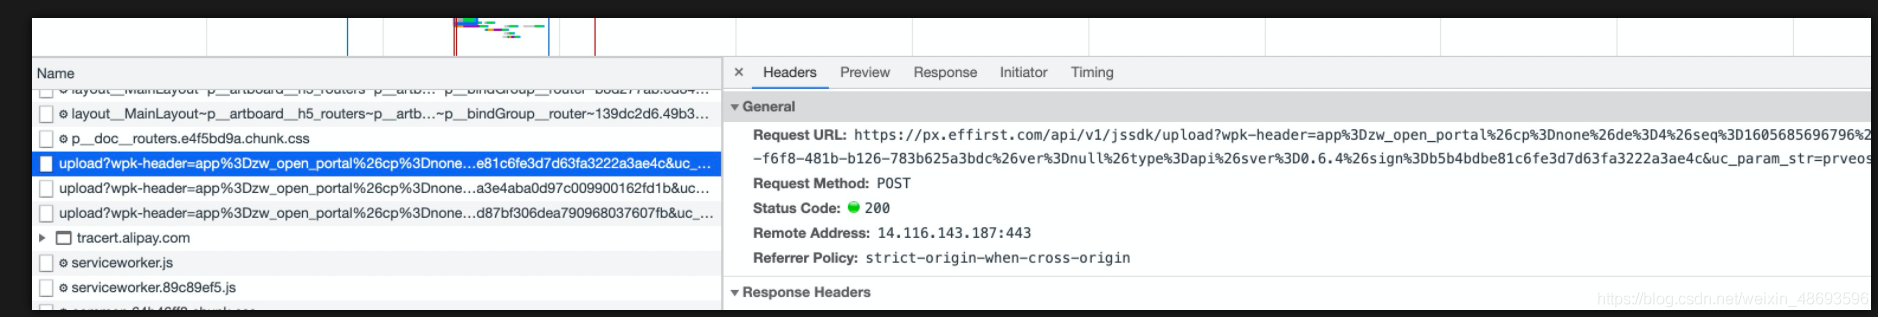 Name
layout__MainLayout~p__artboard__h5_routers~p__artb…~p__bindGroup__router~139dc2d6.49b3…
p__doc__routers.e4f5bd9a.chunk.css
upload?wpk-header=app%3Dzw_open_portal%26cp%3Dnone…e81c6fe3d7d63fa3222a3ae4c&uc_…
upload?wpk-header=app%3Dzw_open_portal%26cp%3Dnone…a3e4aba0d97c009900162fd1b&uc…
upload?wpk-header=app%3Dzw_open_portal%26cp%3Dnone…d87bf306dea790968037607fb&uc_…
tracert.alipay.com
serviceworker.js
serviceworker.89c89ef5.js
Headers Preview Response Initiator Timing
General
Request URL: https://px.effirst.com/api/v1/jssdk/upload?wpk-header=app%3Dzw_open_portal%26cp%3Dnone%26de%3D4%26seq%3D1605685696796%2
-f6f8-481b-b126-783b625a3bdc%26ver%3Dnull%26type%3Dapi%26sver%3D0.6.4%26sign%3Db5b4bdbe81c6fe3d7d63fa3222a3ae4c&uc_param_str=prveos
Request Method: POST
Status Code: 200
Remote Address: 14.116.143.187:443
Referrer Policy: strict-origin-when-cross-origin
Response Headers
https://blog.csdn.net/weixin_48693596